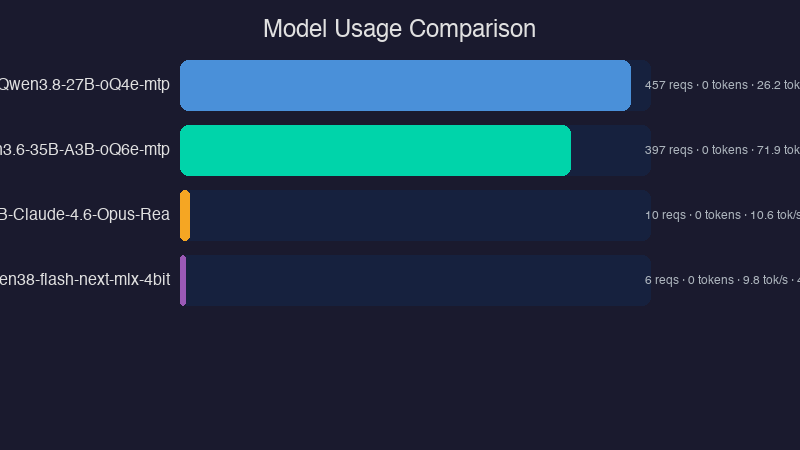 Model Usage Comparison
Qwen3.8-27B-oQ4e-mtp
457 reqs · 0 tokens · 26.2 tok
3.6-35B-A3B-oQ6e-mtp
397 reqs · 0 tokens · 71.9 tok
B-Claude-4.6-Opus-Rea
10 reqs · 0 tokens · 10.6 tok/s
en38-flash-next-mlx-4bit
6 reqs · 0 tokens · 9.8 tok/s ·